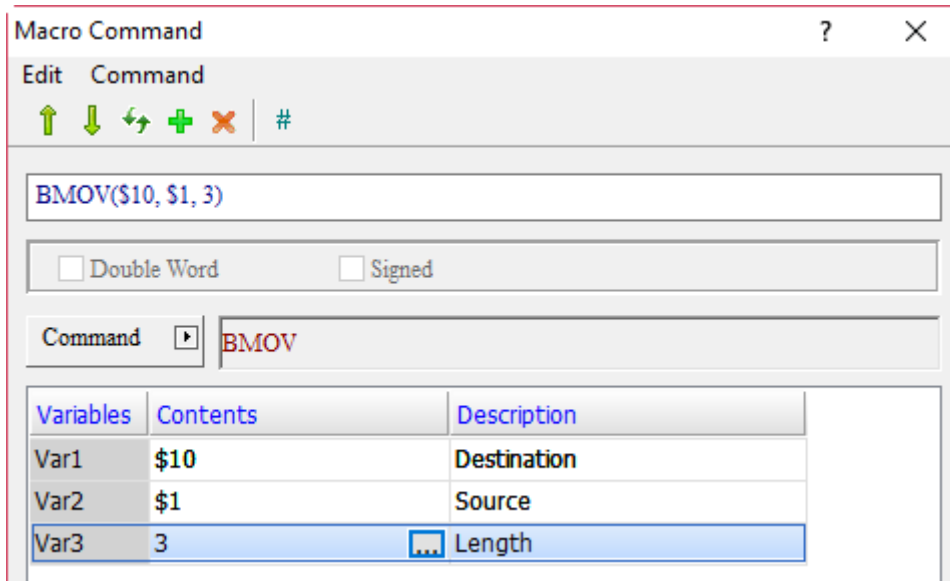 Macro Command ?
Edit Command
#
BMOV($10, $1, 3)
Double Word Signed
Command BMOV
Variables Contents Description
Var1 $10 Destination
Var2 $1 Source
Var3 3 ... Length